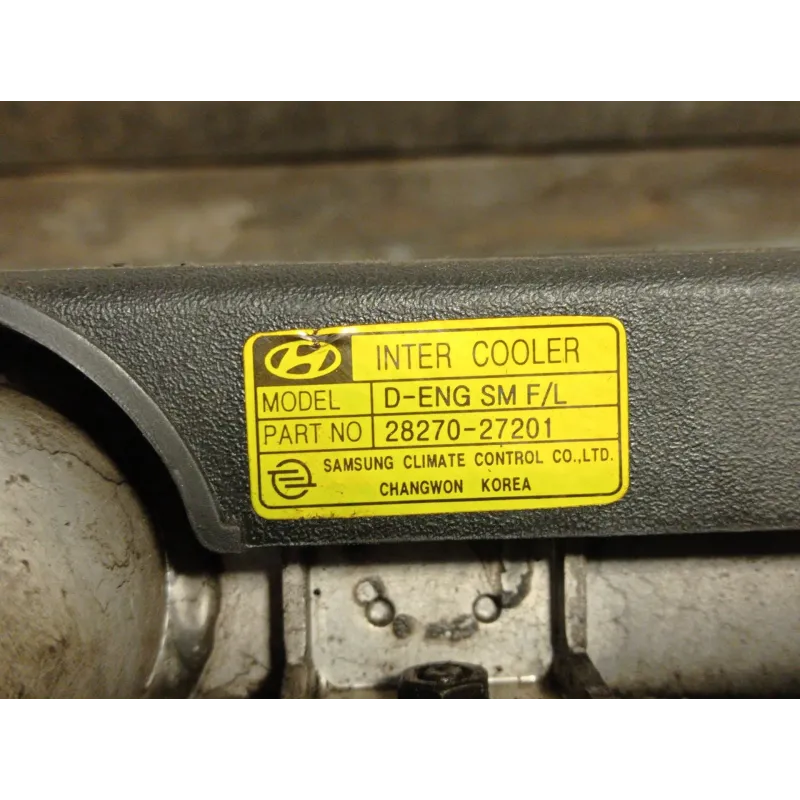 INTER COOLER
MODEL D-ENG SM F/L
PART NO 28270-27201
SAMSUNG CLIMATE CONTROL CO.,LTD.
CHANGWON KOREA